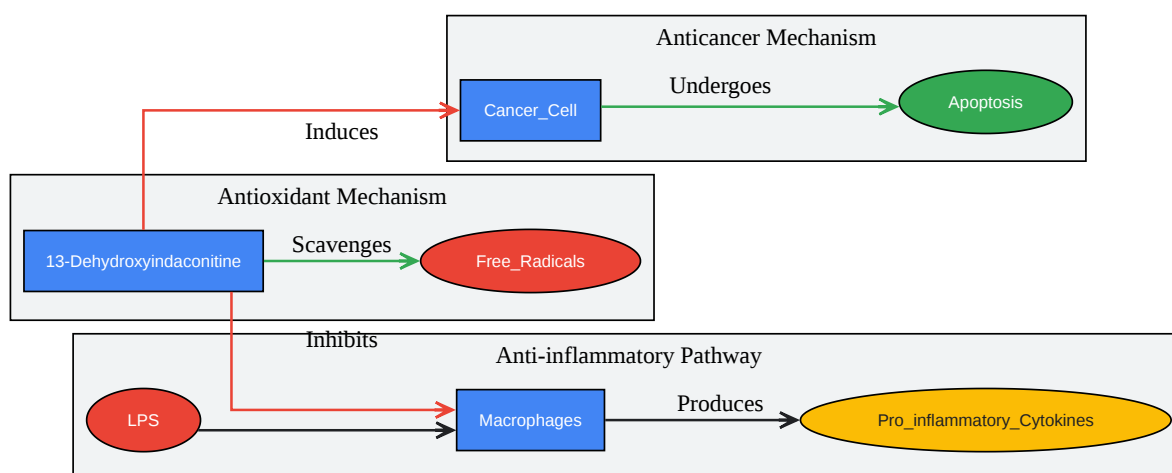 Anticancer Mechanism
Undergoes
Cancer_Cell
Apoptosis
Induces
Antioxidant Mechanism
Scavenges
13-Dehydroxyindaconitine
Free_Radicals
Inhibits
Anti-inflammatory Pathway
Produces
LPS
Macrophages
Pro_inflammatory_Cytokines